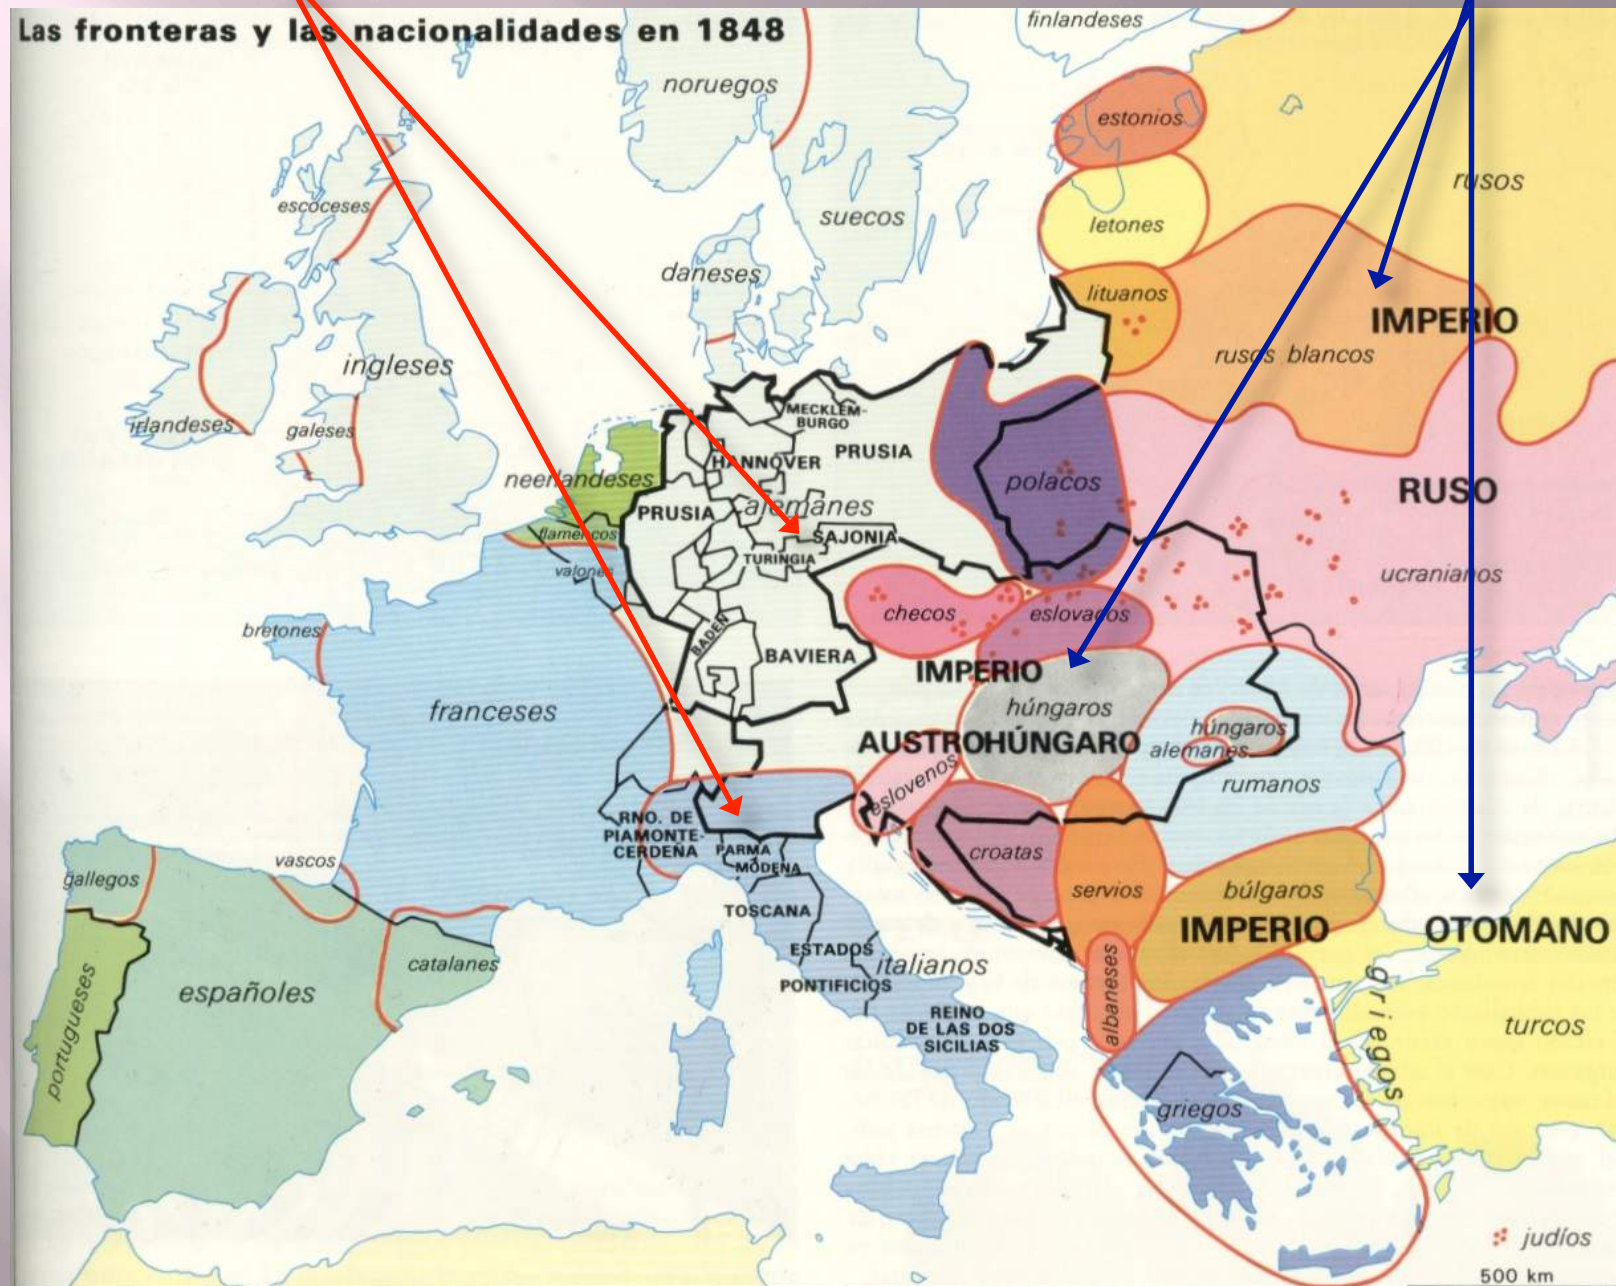 Las fronteras y las nacionalidades en 1848
finlandeses
noruegos
estonios
rusos
escoceses
suecos
letones
daneses
lituanos
IMPERIO
ingleses
rusos blancos
irlandeses
galeses
MECKLEM-
BURGO
PRUSIA
HANNOVER
neerlandeses
polacos
RUSO
PRUSIA
alemanes
flamencos
SAJONIA
TURINGIA
valones
ucranianos
checos
eslovacos
bretones
BADEN
BAVIERA
IMPERIO
húngaros
franceses
húngaros
AUSTROHÚNGARO
alemanes
eslovenos
rumanos
RNO. DE
PIAMONTE-
CERDEÑA
PARMA
MÓDENA
croatas
vascos
gallegos
servios
búlgaros
TOSCANA
IMPERIO
OTOMANO
ESTADOS
PONTIFICIOS
italianos
catalanes
españoles
portugueses
albaneses
griegos
REINO
DE LAS DOS
SICILIAS
turcos
griegos
judíos
500 km